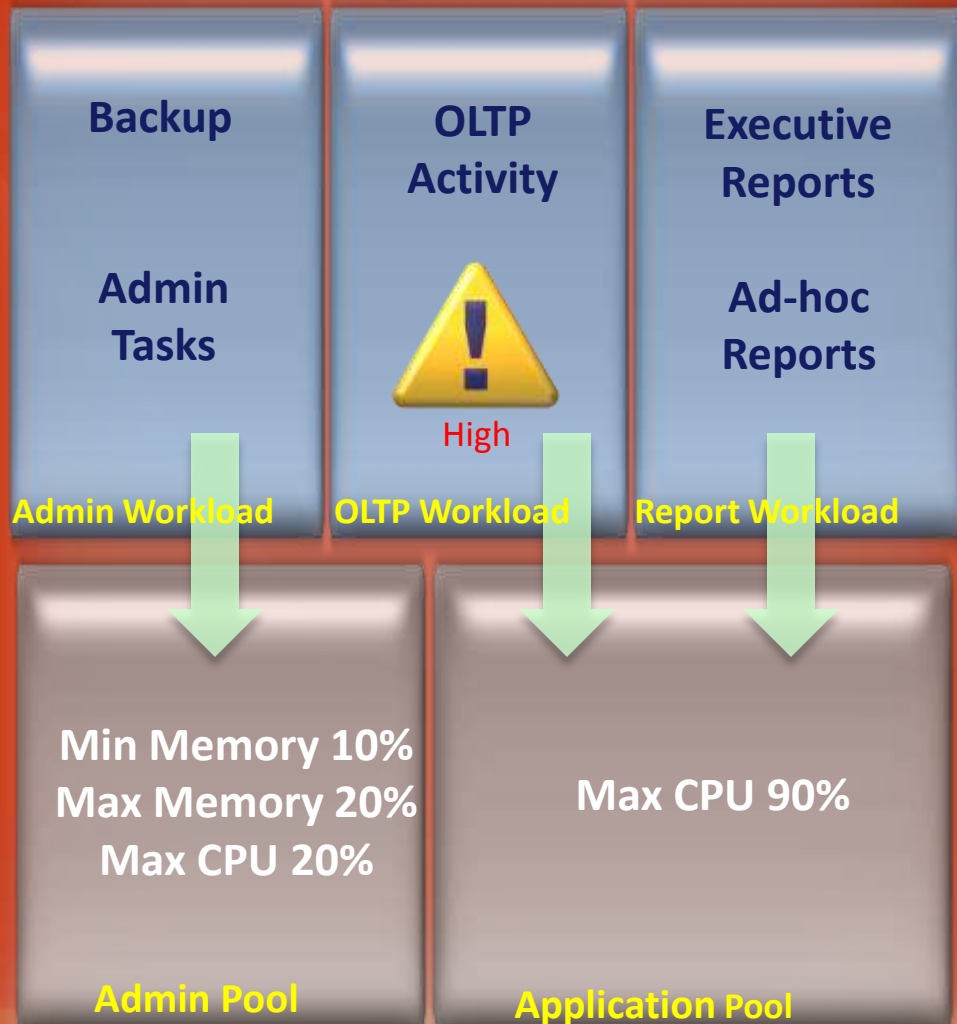 Backup
Admin
Tasks
Admin Workload
OLTP
Activity
!
High
OLTP Workload
Executive
Reports
Ad-hoc
Reports
Report Workload
Min Memory 10%
Max Memory 20%
Max CPU 20%
Admin Pool
Max CPU 90%
Application Pool